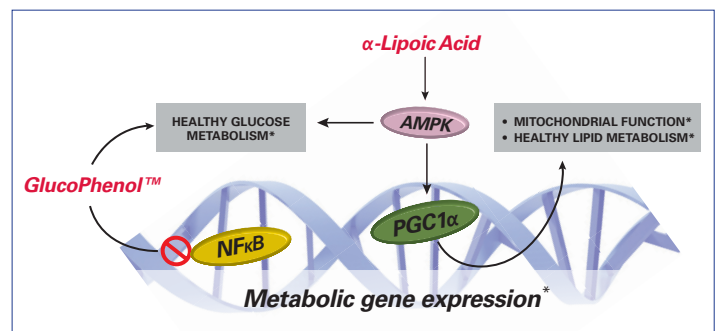 α-Lipoic Acid
HEALTHY GLUCOSE
METABOLISM*
AMPK
• MITOCHONDRIAL FUNCTION*
• HEALTHY LIPID METABOLISM*
GlucoPhenol™
PGC1α
NFκB
Metabolic gene expression*